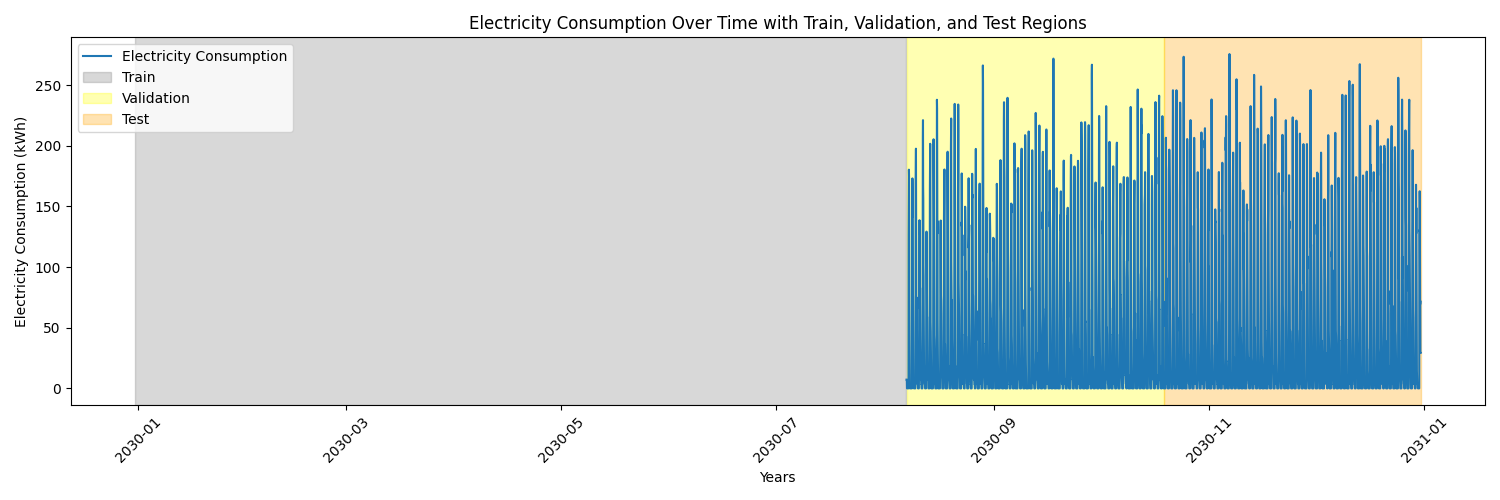 Electricity Consumption Over Time with Train, Validation, and Test Regions
Electricity Consumption
Train
Validation
Test
Electricity Consumption (kWh)
250
200
150
100
50
0
2030-01
2030-03
2030-05
2030-07
2030-09
2030-11
2031-01
Years